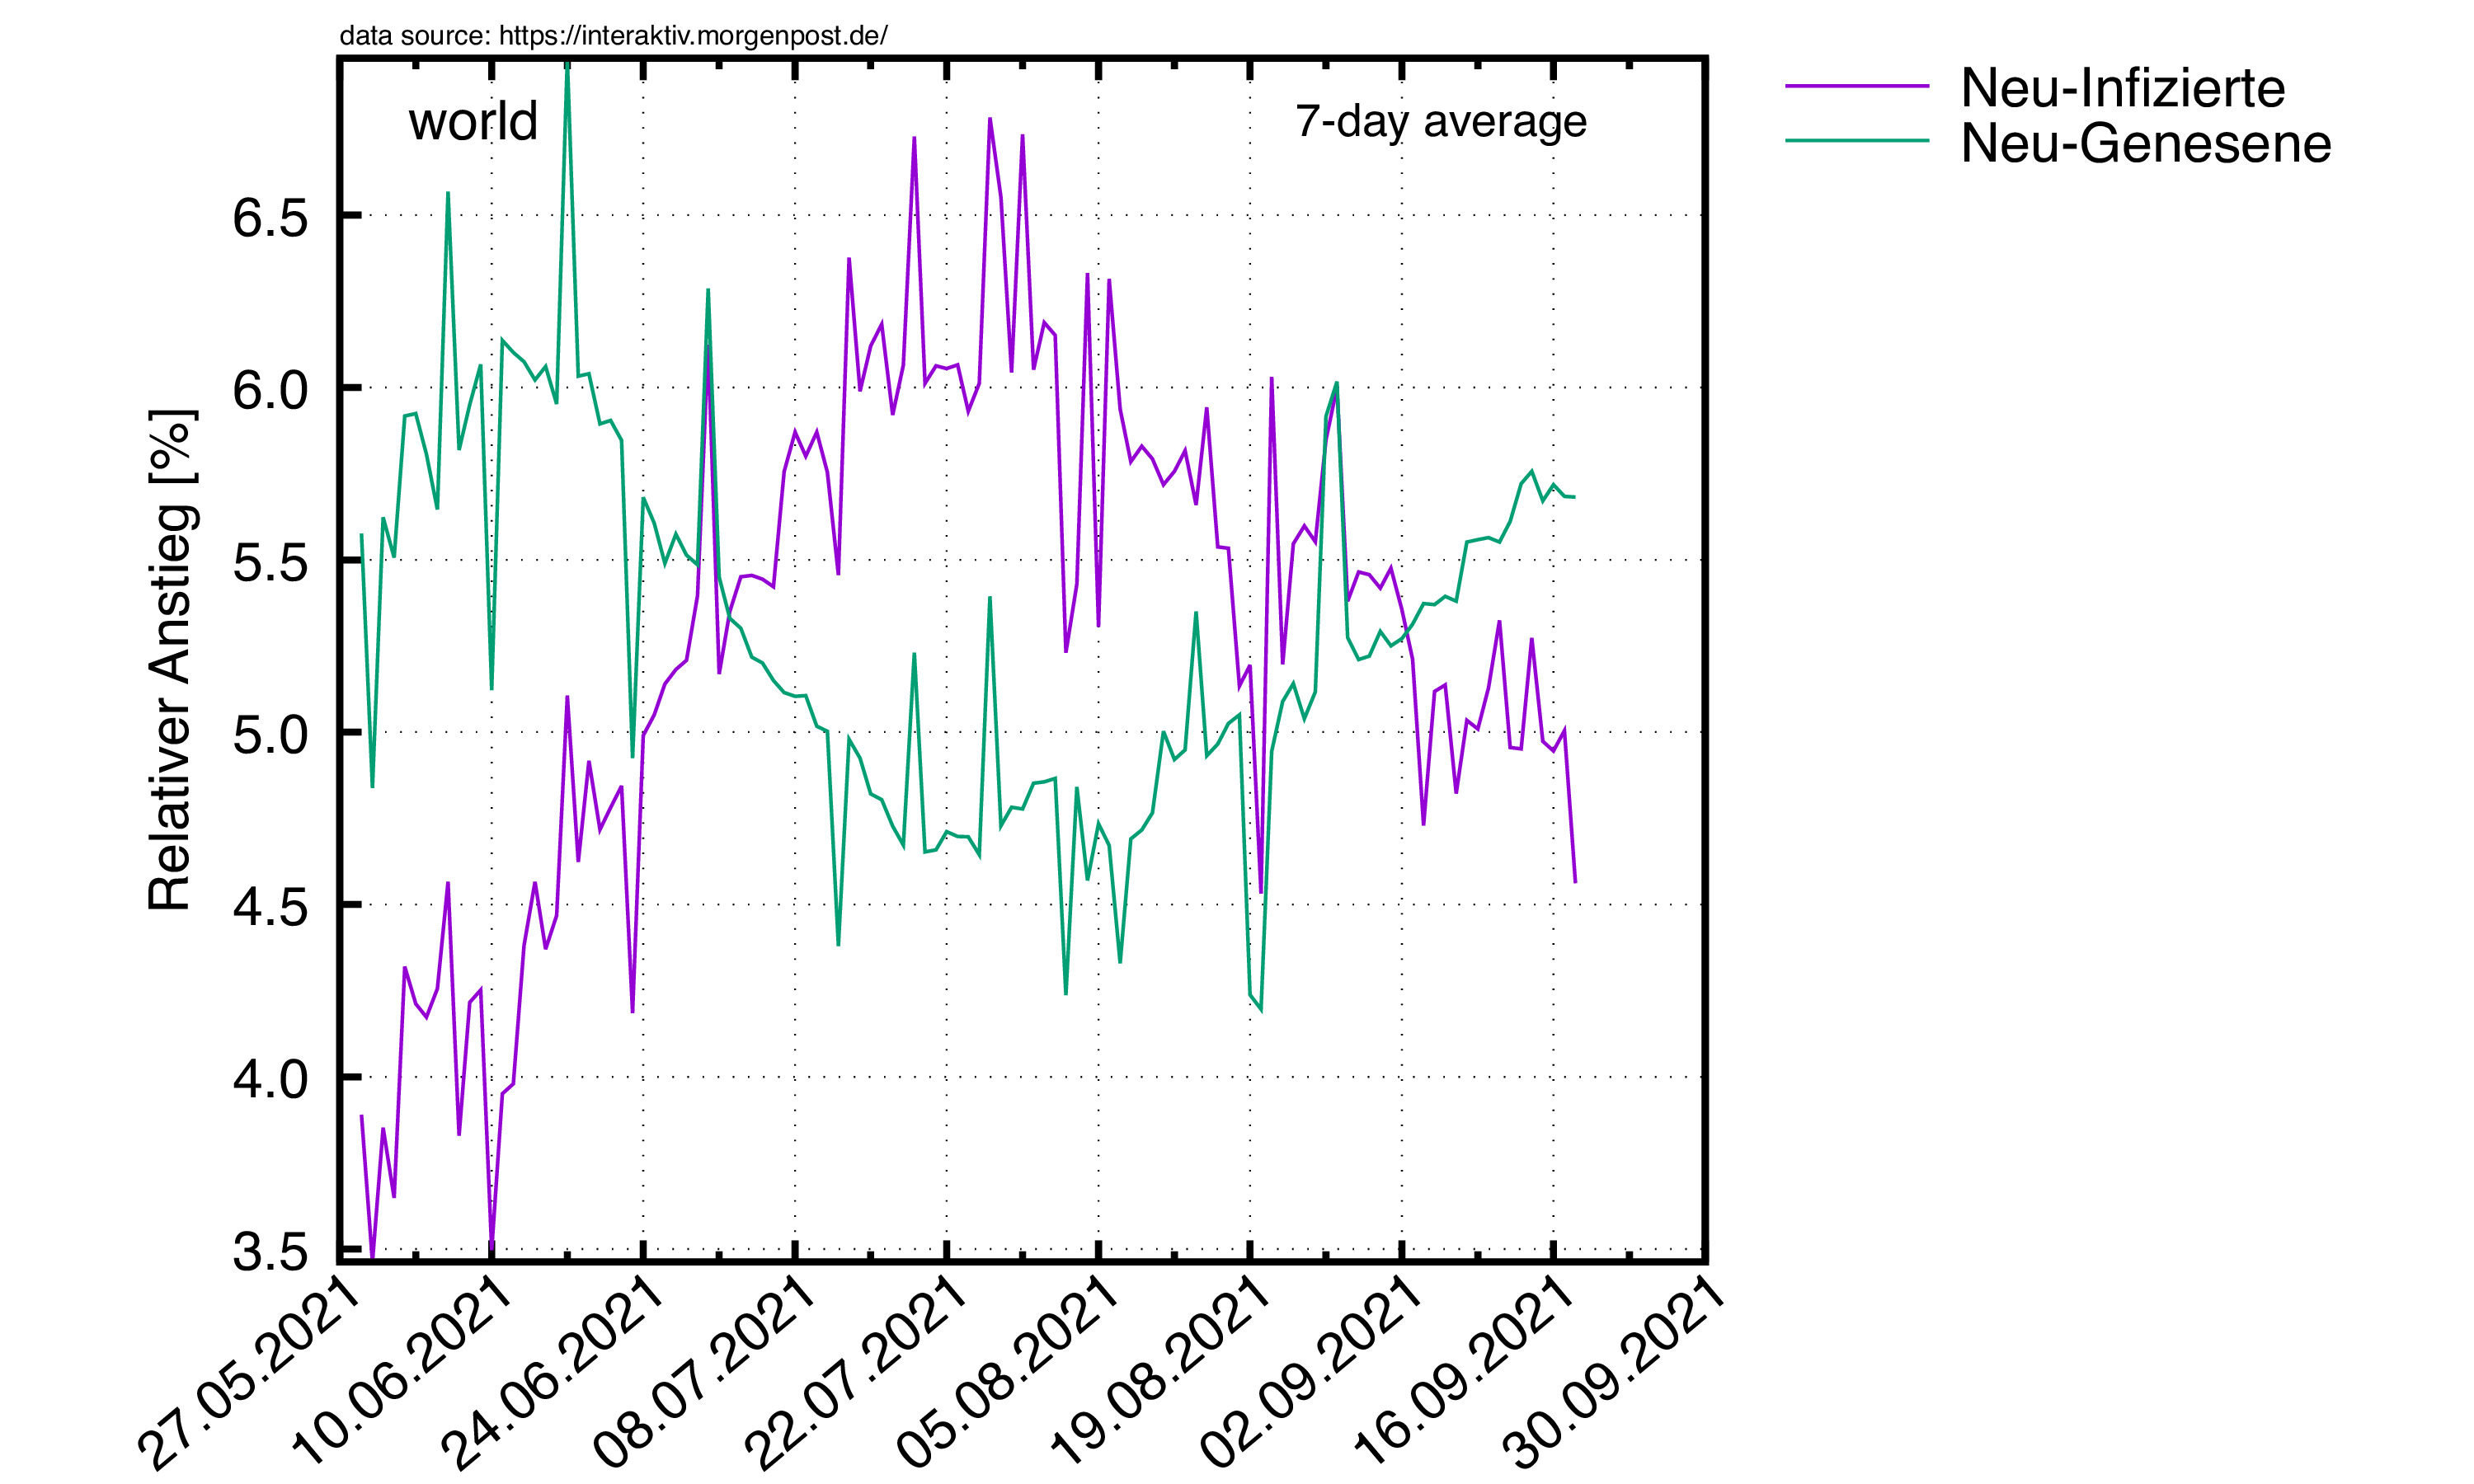 data source: https://interaktiv.morgenpost.de/
world
7-day average
Neu-Infizierte
Neu-Genesene
Relativer Anstieg [%]
6.5
6.0
5.5
5.0
4.5
4.0
3.5
27.05.2021
10.06.2021
24.06.2021
08.07.2021
22.07.2021
05.08.2021
19.08.2021
02.09.2021
16.09.2021
30.09.2021